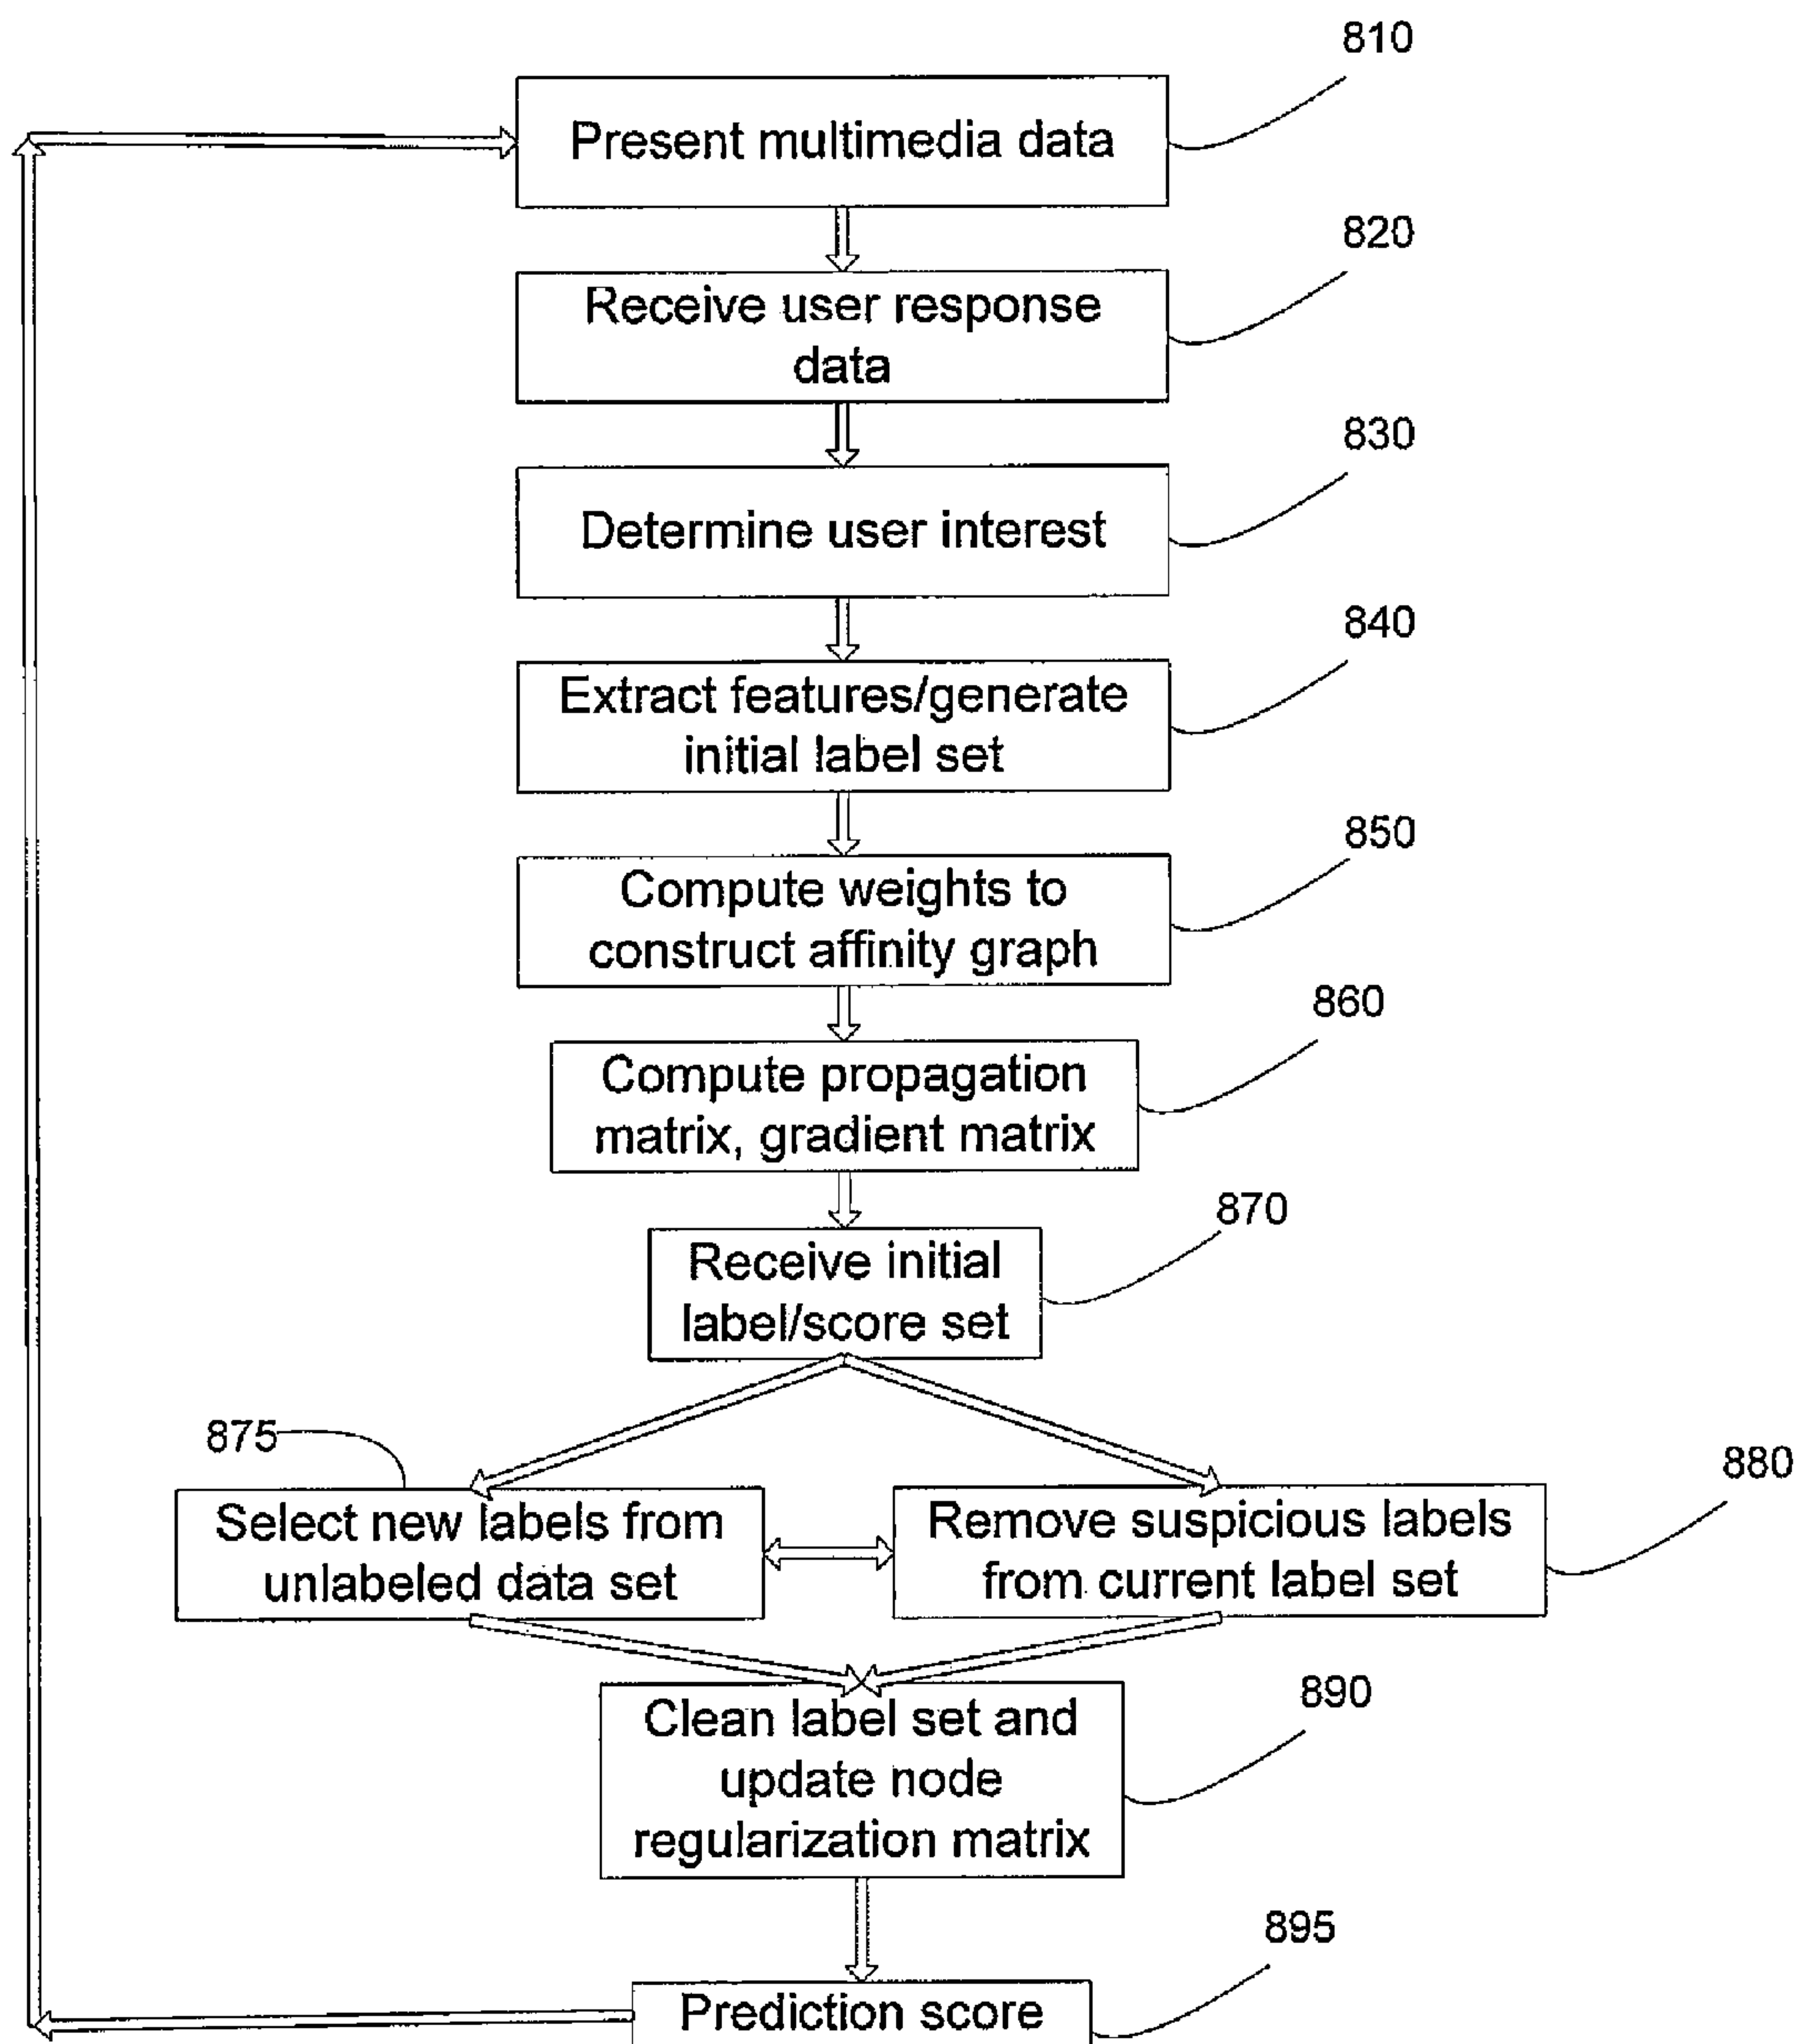 810
Present multimedia data
820
Receive user response
data
830
Determine user interest
840
Extract features/generate
initial label set
850
Compute weights to
construct affinity graph
860
Compute propagation
matrix, gradient matrix
870
Receive initial
label/score set
875
880
Select new labels from
unlabeled data set
Remove suspicious labels
from current label set
890
Clean label set and
update node
regularization matrix
895
Prediction score